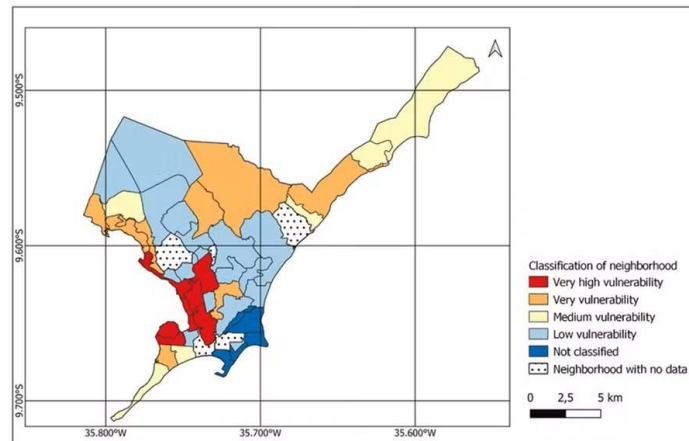 9.500°S
9.600°S
9.700°S
35.800°W 35.700°W 35.600°W
Classification of neighborhood
Very high vulnerability
Very vulnerability
Medium vulnerability
Low vulnerability
Not classified
Neighborhood with no data
0 2,5 5 km